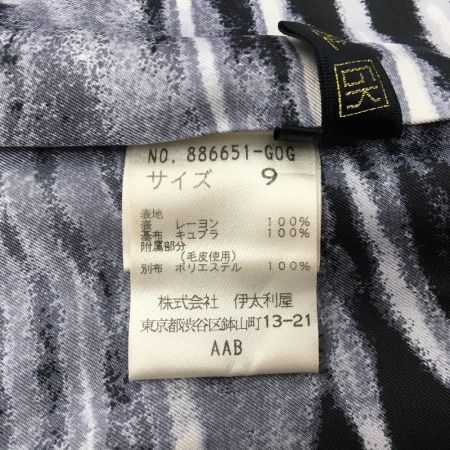 GK
NO. 886651-GOG
サイズ 9
表地
表 レーヨン 100%
基布 キュプラ 100%
附属部分
(毛皮使用)
別布 ポリエステル 100%
株式会社 伊太利屋
東京都渋谷区鉢山町13-21
AAB